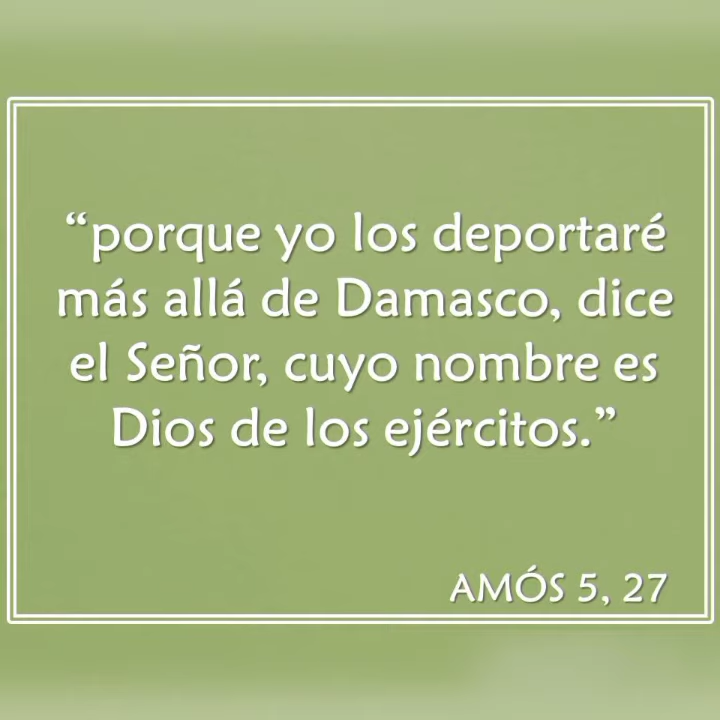 “porque yo los deportaré
más allá de Damasco, dice
el Señor, cuyo nombre es
Dios de los ejércitos.”
AMÓS 5, 27